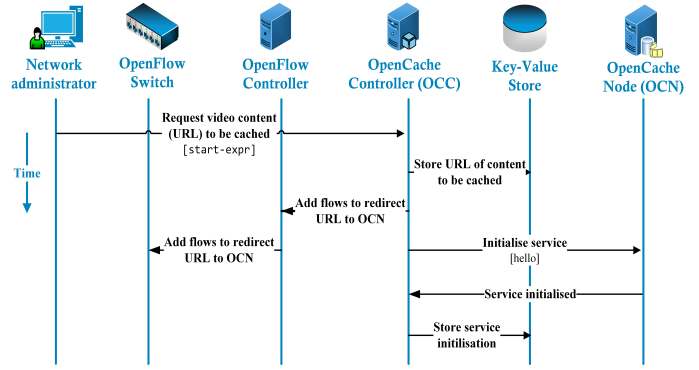 Network
administrator
OpenFlow
Switch
OpenFlow
Controller
OpenCache
Controller (OCC)
Key-Value
Store
OpenCache
Node (OCN)
Request video content
(URL) to be cached
[start-expr]
Time
Store URL of content
to be cached
Add flows to redirect
URL to OCN
Add flows to redirect
URL to OCN
Initialise service
[hello]
Service initialised
Store service
initilisation